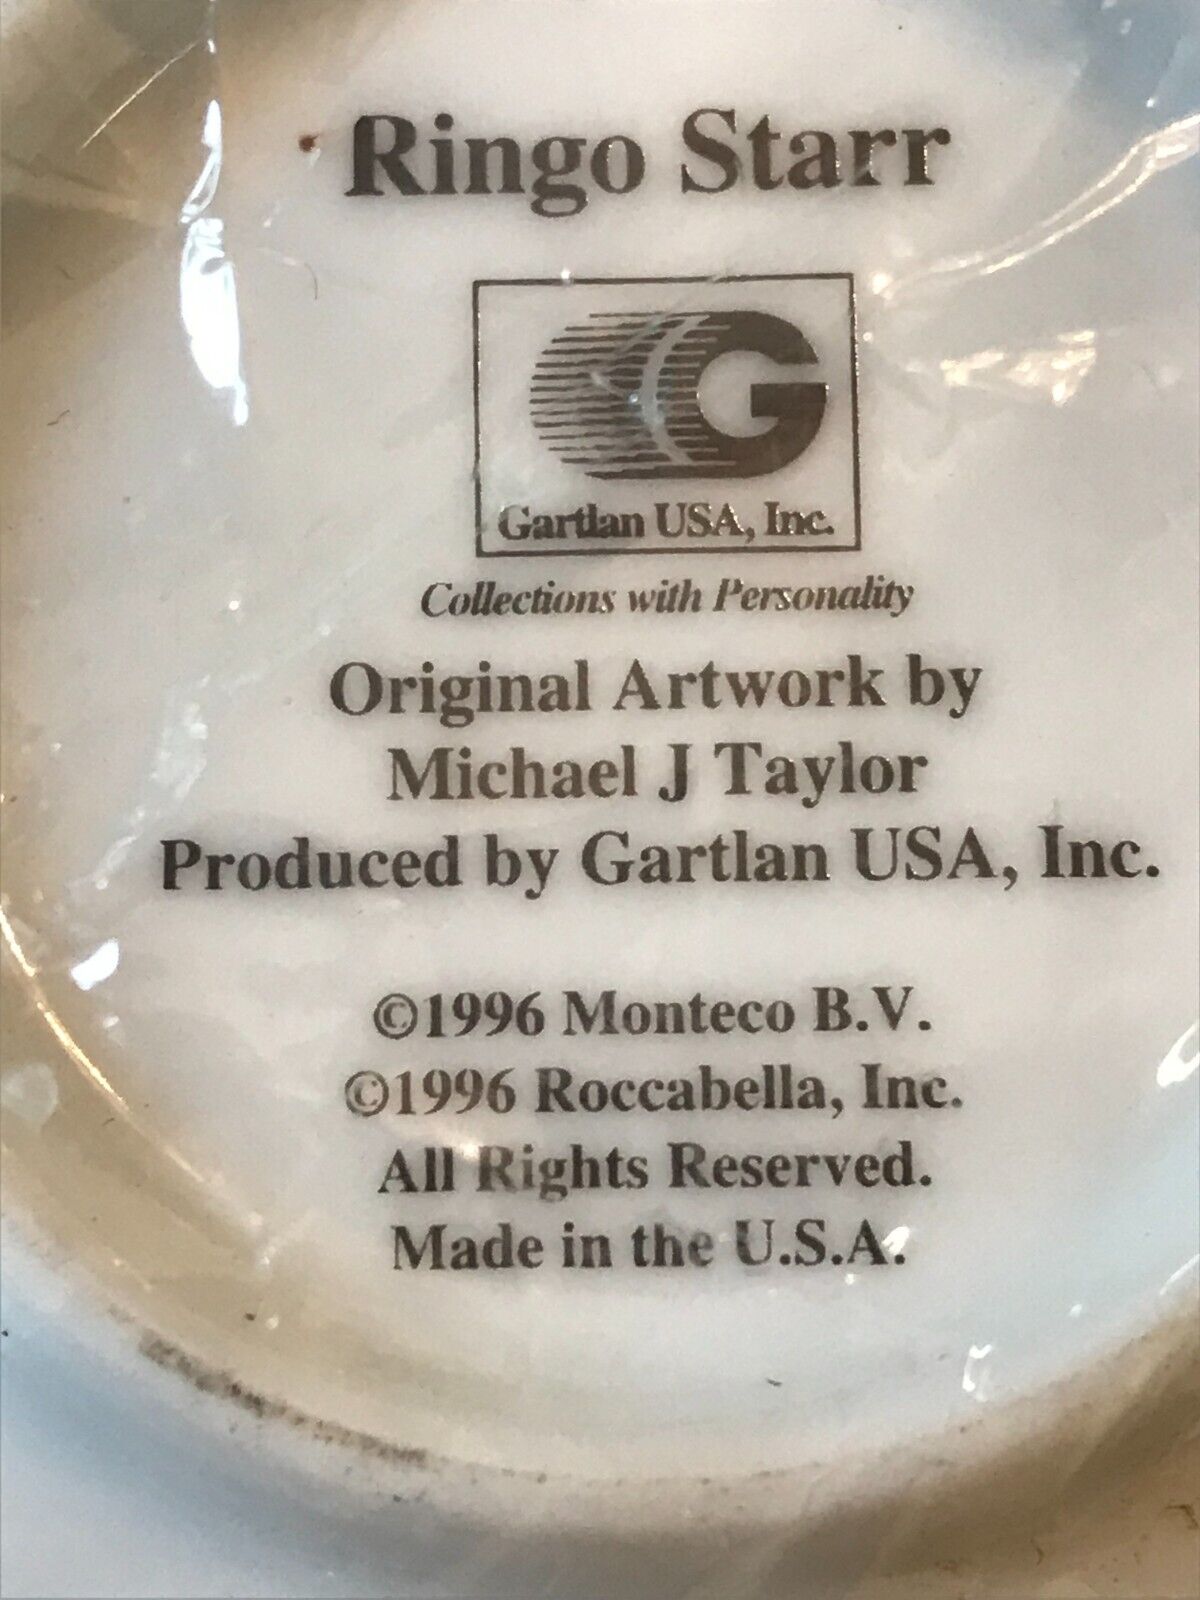 Ringo Starr
G
Gartlan USA, Inc.
Collections with Personality
Original Artwork by
Michael J Taylor
Produced by Gartlan USA, Inc.
©1996 Monteco B.V.
©1996 Roccabella, Inc.
All Rights Reserved.
Made in the U.S.A.